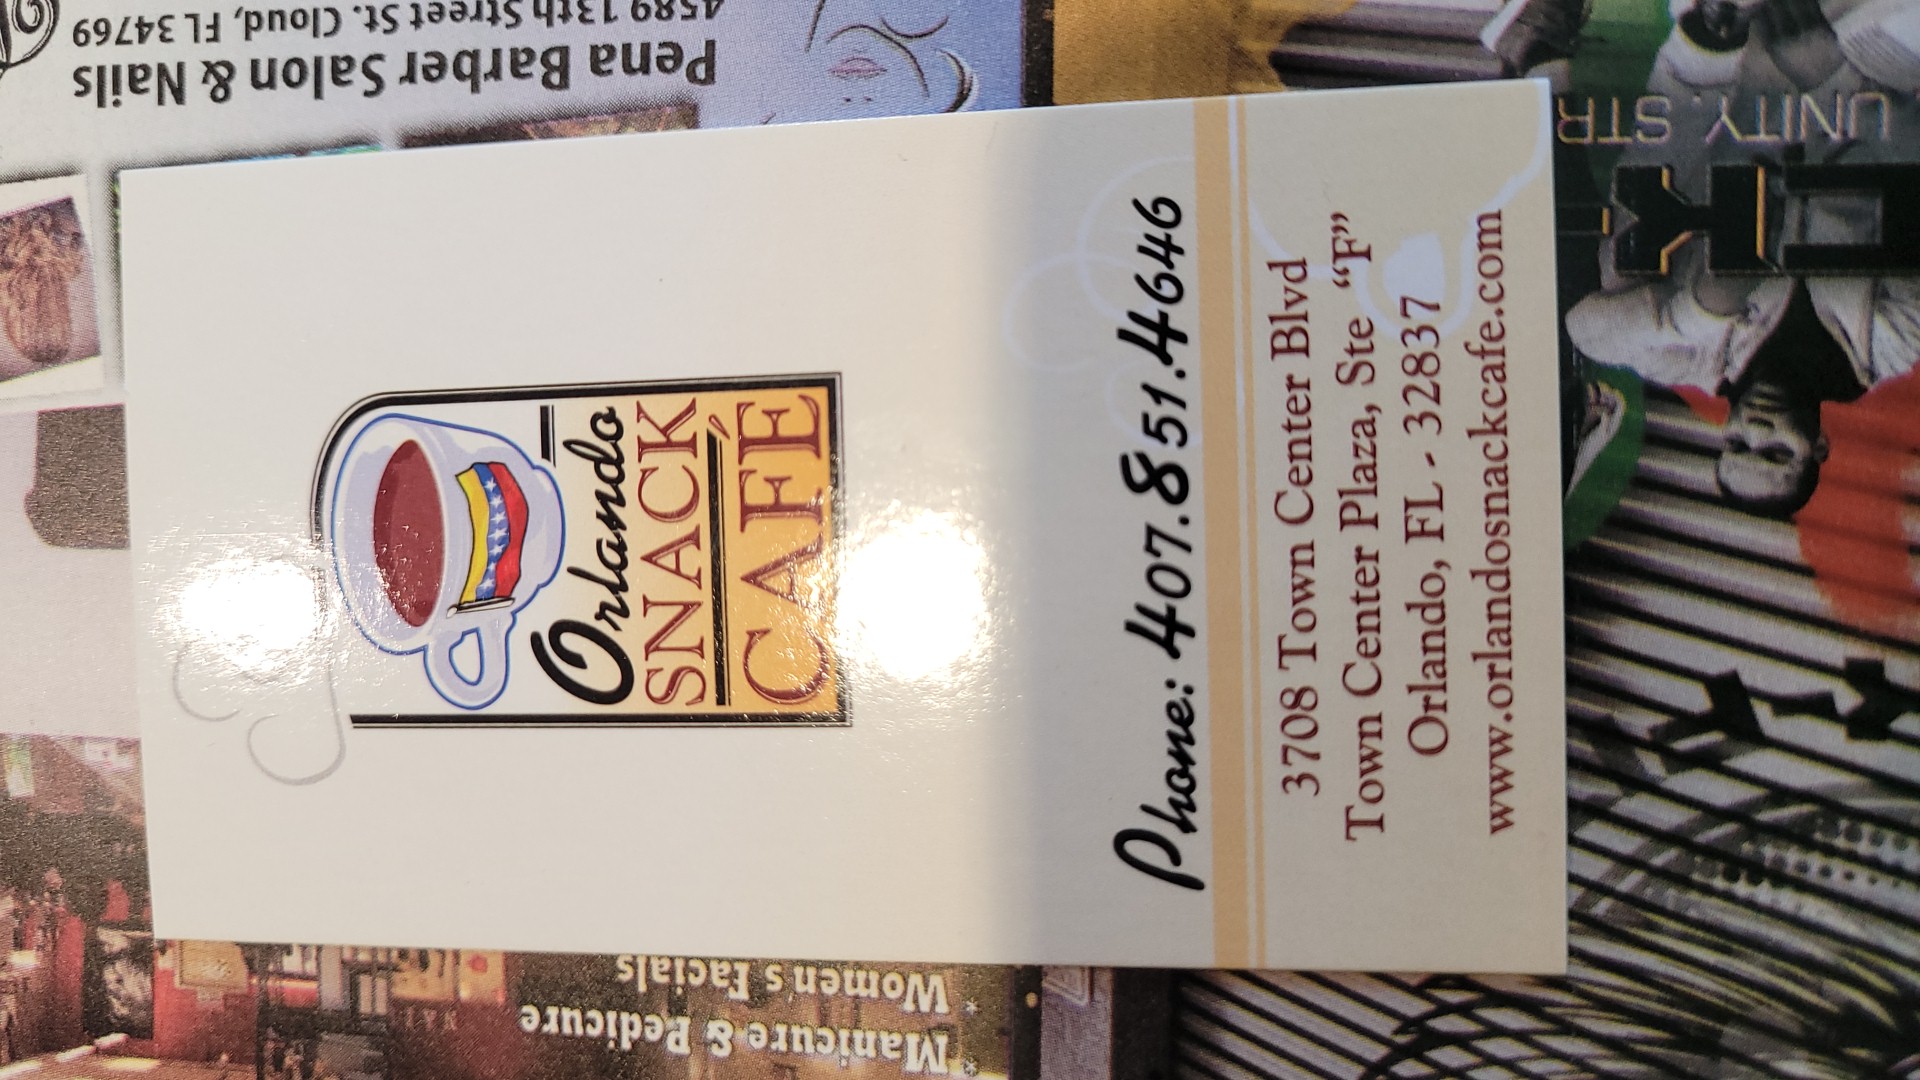 Orlando
SNACK
CAFÉ
Phone: 407.851.4646
3708 Town Center Blvd
Town Center Plaza, Ste “F”
Orlando, FL - 32837
www.orlandosnackcafe.com
Pena Barber Salon & Nails
4589 13th Street St. Cloud, FL 34769
* Manicure & Pedicure
* Women's Facials
UNITY. STR